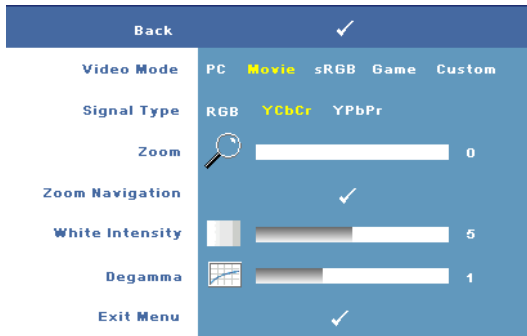 Back
Video Mode PC Movie sRGB Game Custom
Signal Type RGB YCbCr YPbPr
Zoom 0
Zoom Navigation
White Intensity 5
Degamma 1
Exit Menu